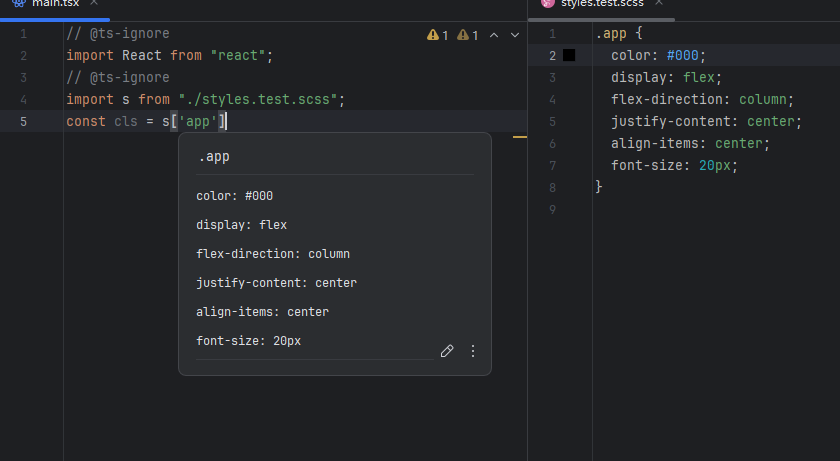 main.tsx
styles.test.scss
1 // @ts-ignore
2 import React from "react";
3 // @ts-ignore
4 import s from "./styles.test.scss";
5 const cls = s['app']
1 1
.app
color: #000
display: flex
flex-direction: column
justify-content: center
align-items: center
font-size: 20px
1 .app {
2 color: #000;
3 display: flex;
4 flex-direction: column;
5 justify-content: center;
6 align-items: center;
7 font-size: 20px;
8 }
9